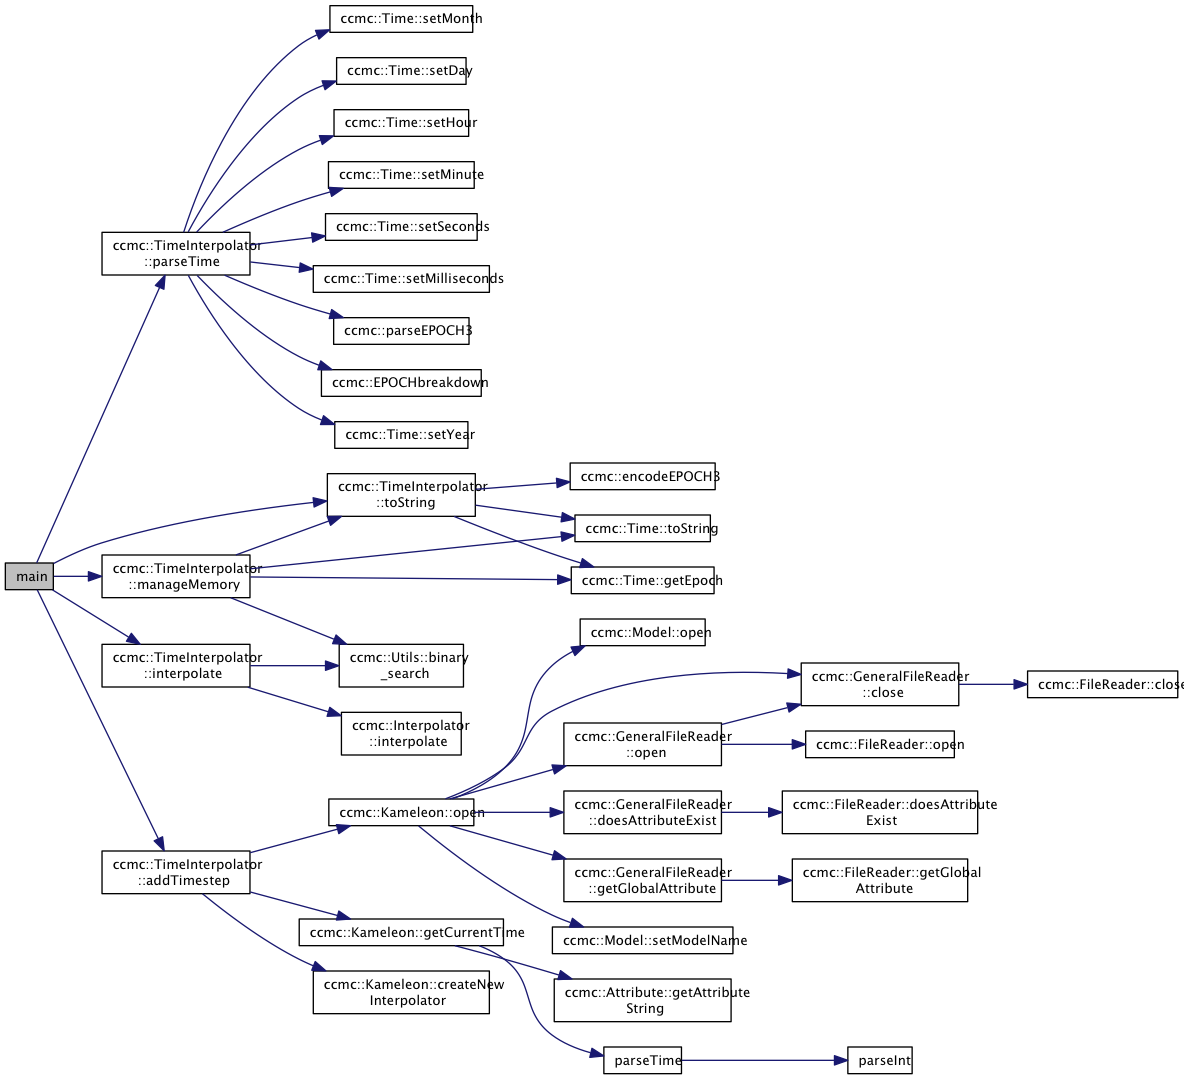 ccmc::Time::setMonth
ccmc::Time::setDay
ccmc::Time::setHour
ccmc::Time::setMinute
ccmc::Time::setSeconds
ccmc::TimeInterpolator
::parseTime
ccmc::Time::setMilliseconds
ccmc::parseEPOCH3
ccmc::EPOCHbreakdown
ccmc::Time::setYear
ccmc::TimeInterpolator
::toString
ccmc::encodeEPOCH3
ccmc::Time::toString
main
ccmc::TimeInterpolator
::manageMemory
ccmc::Time::getEpoch
ccmc::Model::open
ccmc::TimeInterpolator
::interpolate
ccmc::Utils::binary
_search
ccmc::GeneralFileReader
::close
ccmc::FileReader::close
ccmc::Interpolator
::interpolate
ccmc::GeneralFileReader
::open
ccmc::FileReader::open
ccmc::Kameleon::open
ccmc::GeneralFileReader
::doesAttributeExist
ccmc::FileReader::doesAttribute
Exist
ccmc::TimeInterpolator
::addTimestep
ccmc::GeneralFileReader
::getGlobalAttribute
ccmc::FileReader::getGlobal
Attribute
ccmc::Kameleon::getCurrentTime
ccmc::Model::setModelName
ccmc::Kameleon::createNew
Interpolator
ccmc::Attribute::getAttribute
String
parseTime
parseInt